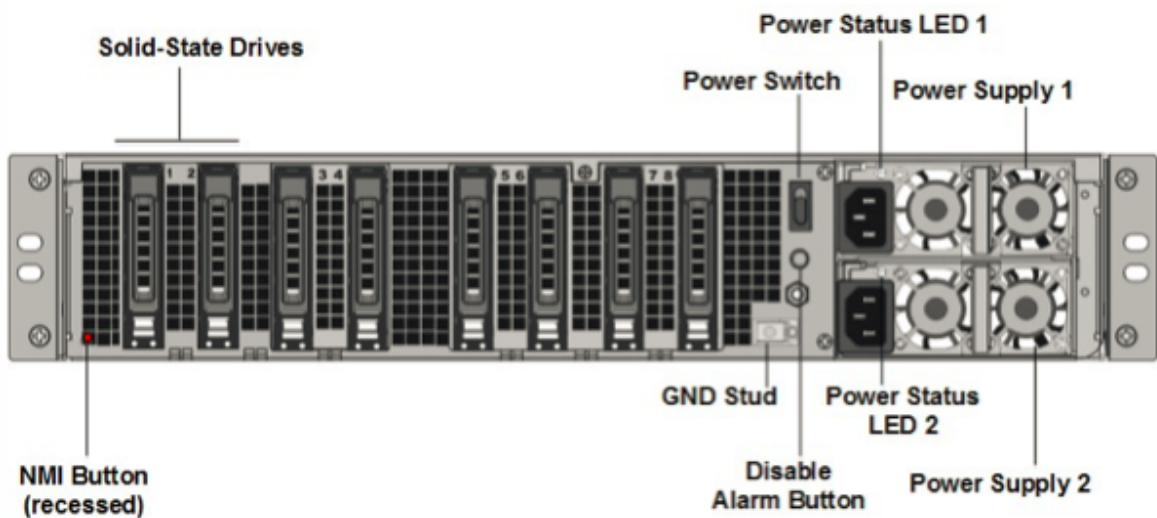 Power Status LED 1
Solid-State Drives
Power Switch
Power Supply 1
1 2
3 4
5 6
7 8
GND Stud
Power Status
LED 2
NMI Button
(recessed)
Disable
Alarm Button
Power Supply 2